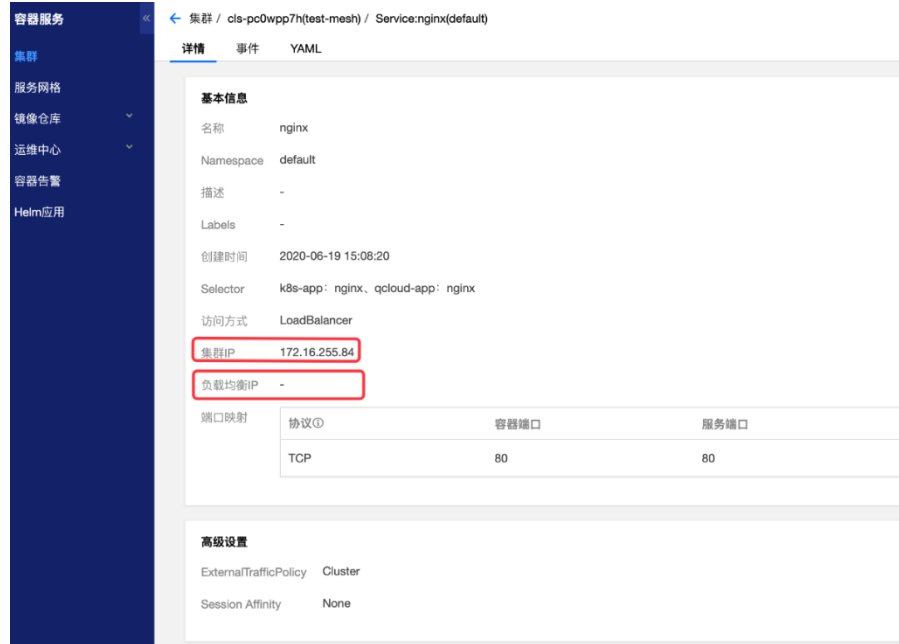 容器服务
«
集群
服务网格
镜像仓库
运维中心
容器告警
Helm应用
← 集群 / cls-pc0wpp7h(test-mesh) / Service:nginx(default)
详情 事件 YAML
基本信息
名称 nginx
Namespace default
描述 -
Labels -
创建时间 2020-06-19 15:08:20
Selector k8s-app：nginx、qcloud-app：nginx
访问方式 LoadBalancer
集群IP 172.16.255.84
负载均衡IP -
端口映射
协议 容器端口 服务端口
TCP 80 80
高级设置
ExternalTrafficPolicy Cluster
Session Affinity None